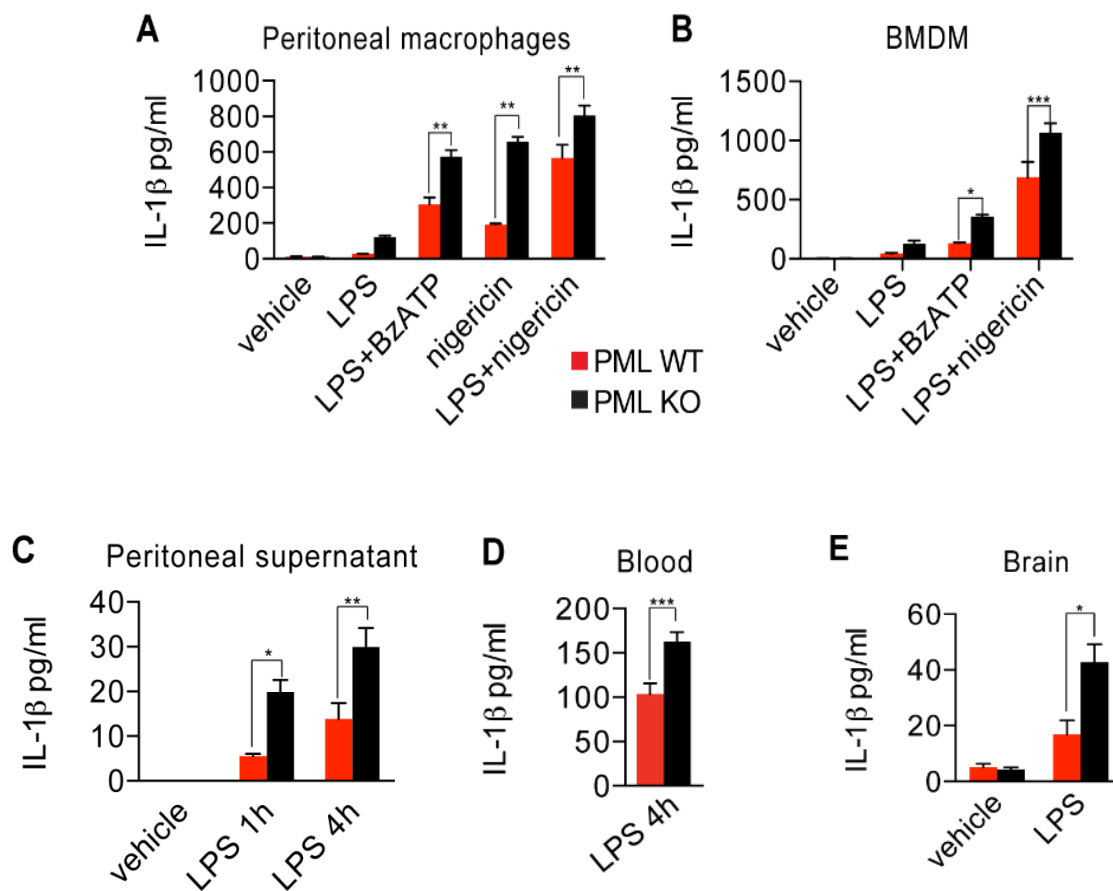 A
Peritoneal macrophages
IL-1β pg/ml
1000
800
600
400
200
0
**
**
**
vehicle
LPS
LPS+BzATP
nigericin
LPS+nigericin
B
BMDM
IL-1β pg/ml
1500
1000
500
0
*
***
vehicle
LPS
LPS+BzATP
LPS+nigericin
PML WT
PML KO
C
Peritoneal supernatant
IL-1β pg/ml
40
30
20
10
0
*
**
vehicle
LPS 1h
LPS 4h
D
Blood
IL-1β pg/ml
200
150
100
50
0
***
LPS 4h
E
Brain
IL-1β pg/ml
60
40
20
0
*
vehicle
LPS